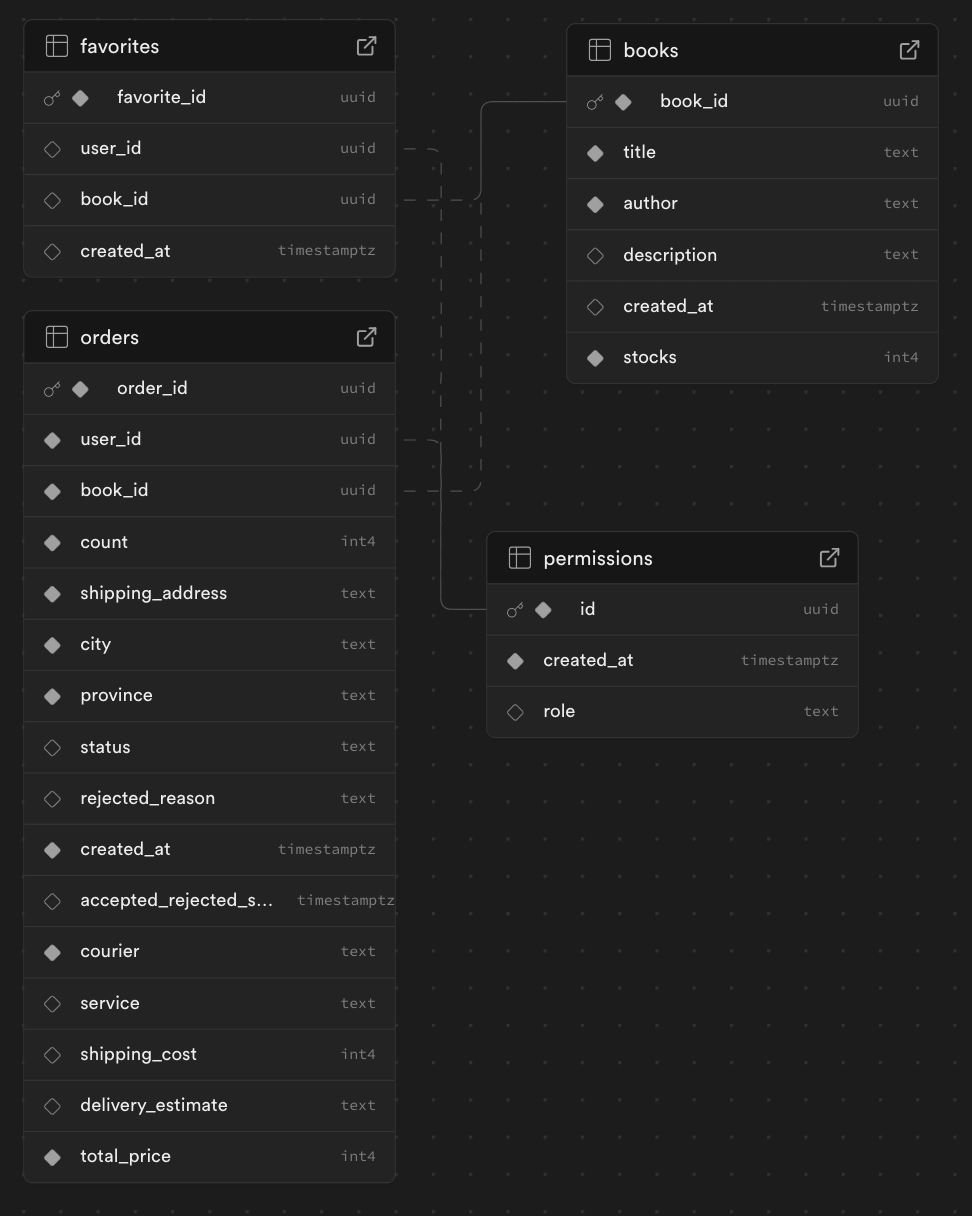 favorites
favorite_id uuid
user_id uuid
book_id uuid
created_at timestamptz
orders
order_id uuid
user_id uuid
book_id uuid
count int4
shipping_address text
city text
province text
status text
rejected_reason text
created_at timestamptz
accepted_rejected_s... timestamptz
courier text
service text
shipping_cost int4
delivery_estimate text
total_price int4
books
book_id uuid
title text
author text
description text
created_at timestamptz
stocks int4
permissions
id uuid
created_at timestamptz
role text